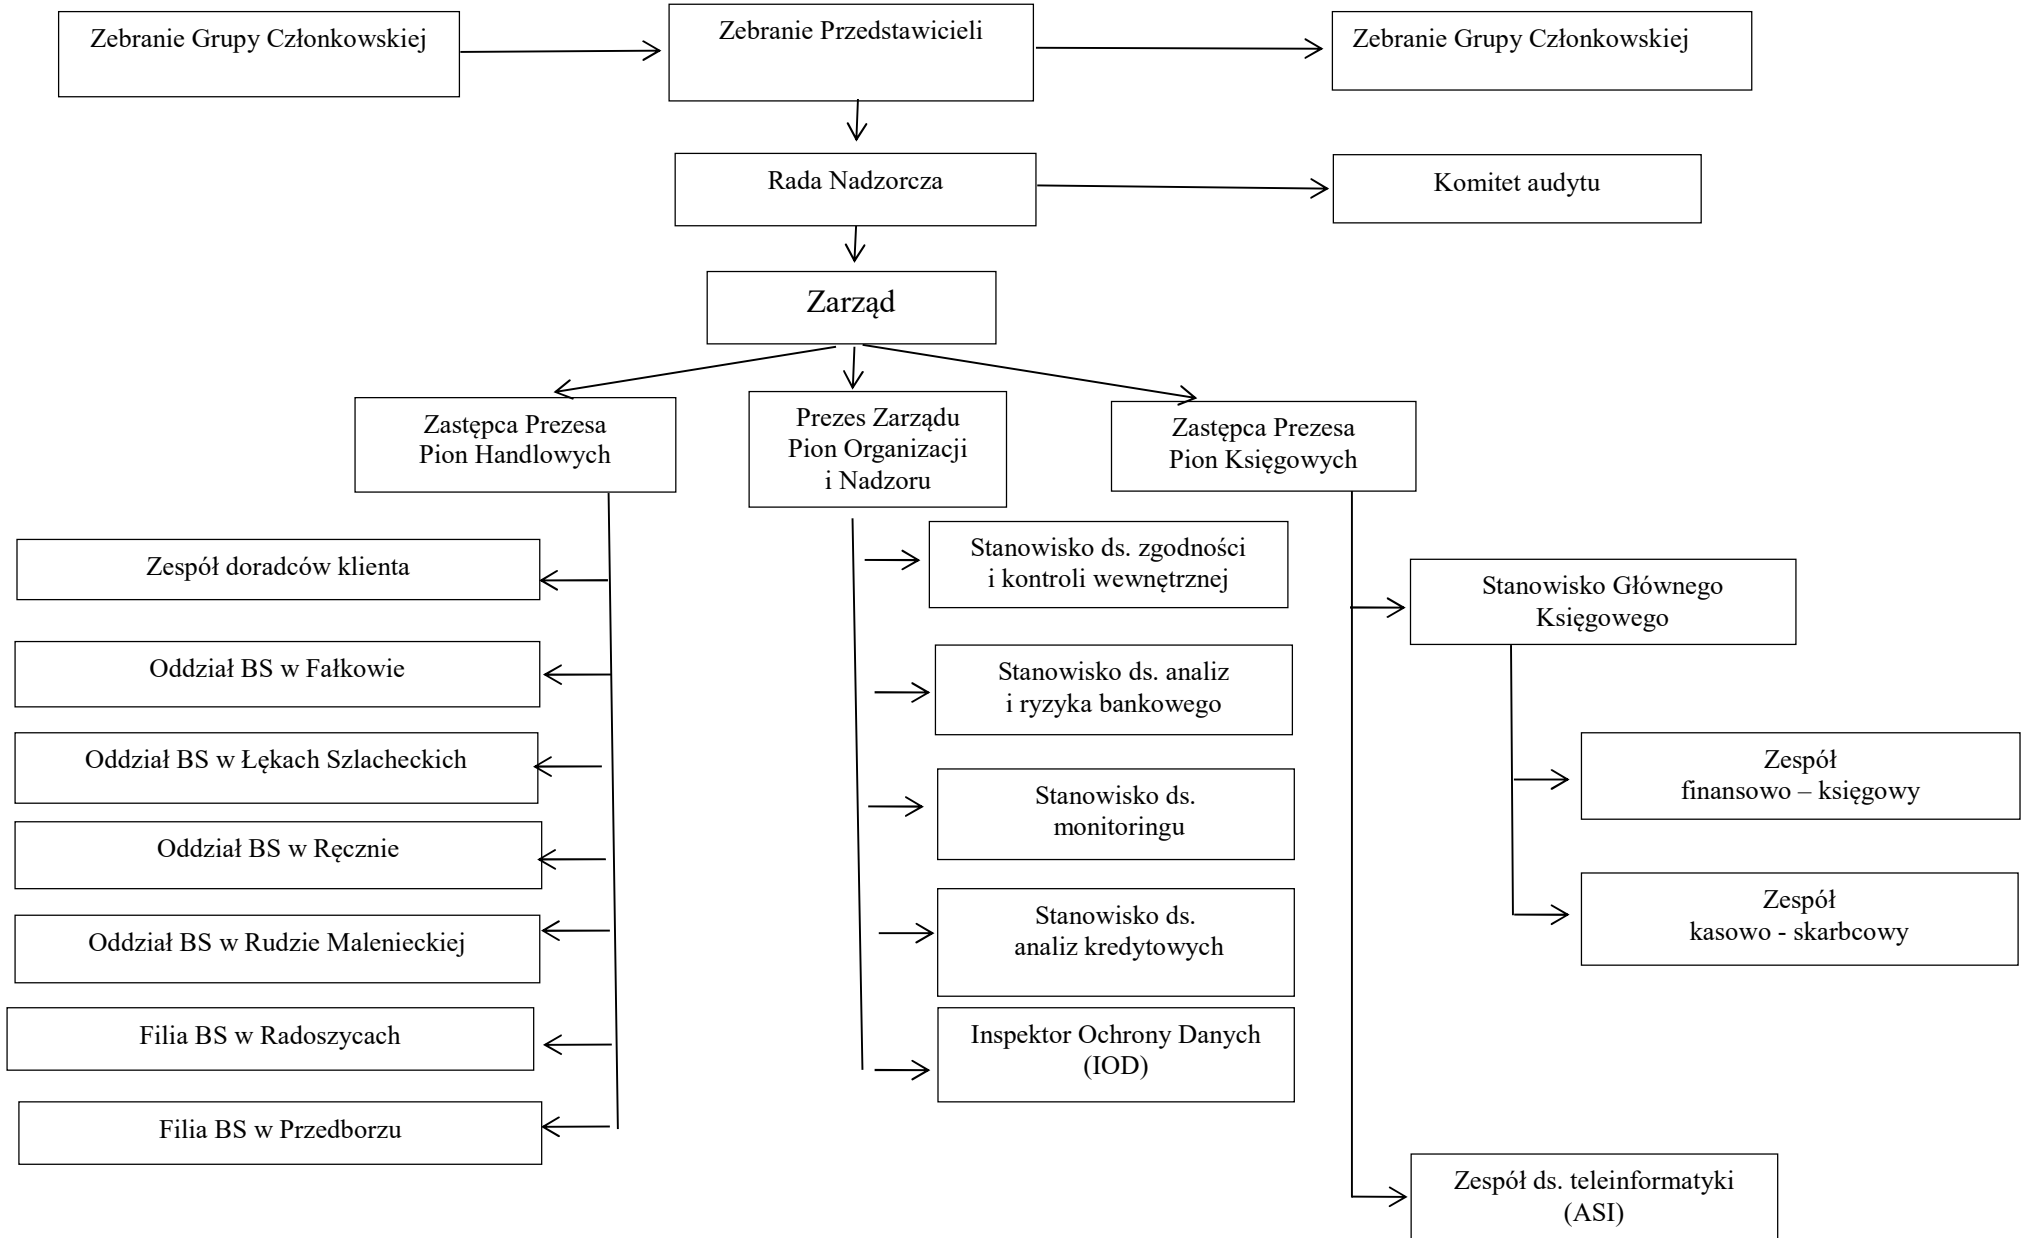 Zebranie Grupy Członkowskiej
Zebranie Przedstawicieli
Zebranie Grupy Członkowskiej
Rada Nadzorcza
Komitet audytu
Zarząd
Zastępca Prezesa
Pion Handlowych
Prezes Zarządu
Pion Organizacji
i Nadzoru
Zastępca Prezesa
Pion Księgowych
Zespół doradców klienta
Oddział BS w Fałkowie
Oddział BS w Łękach Szlacheckich
Oddział BS w Ręcznie
Oddział BS w Rudzie Malenieckiej
Filia BS w Radoszycach
Filia BS w Przedborzu
Stanowisko ds. zgodności
i kontroli wewnętrznej
Stanowisko ds. analiz
i ryzyka bankowego
Stanowisko ds.
monitoringu
Stanowisko ds.
analiz kredytowych
Inspektor Ochrony Danych
(IOD)
Stanowisko Głównego
Księgowego
Zespół
finansowo – księgowy
Zespół
kasowo - skarbcowy
Zespół ds. teleinformatyki
(ASI)